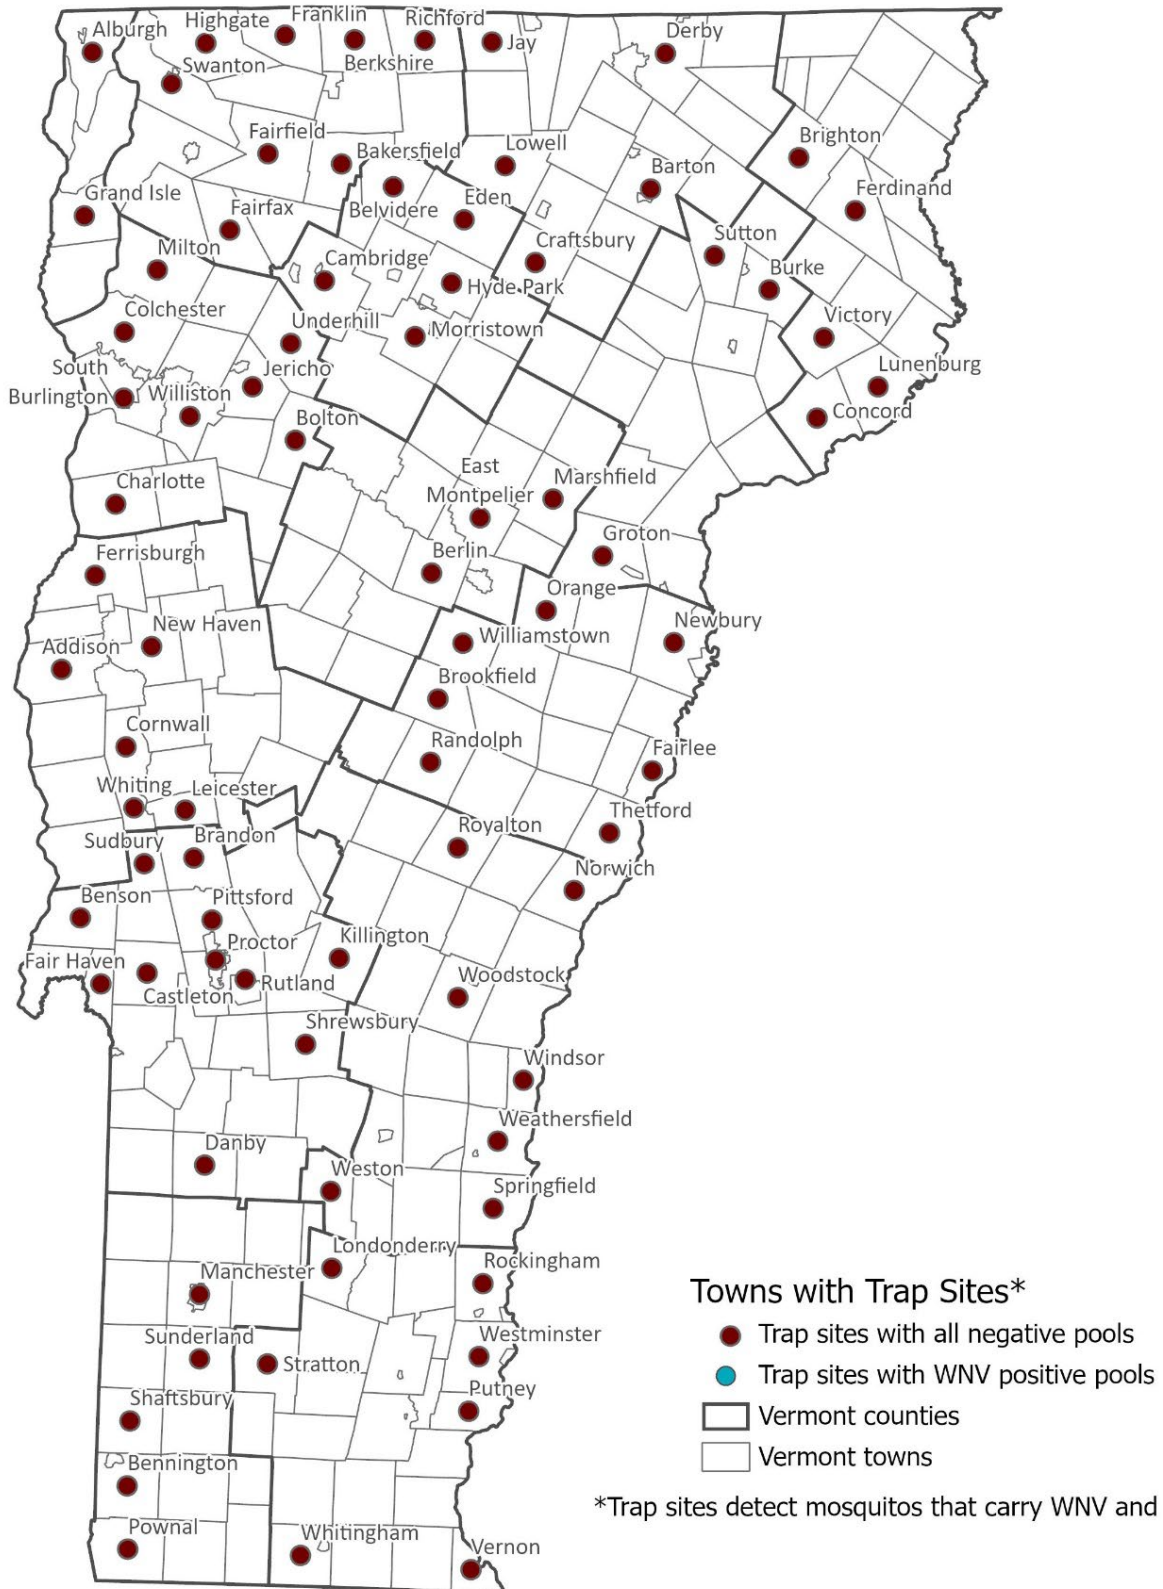 Alburgh
Highgate
Franklin
Richford
Berkshire
Jay
Derby
Swanton
Fairfield
Bakersfield
Lowell
Brighton
Barton
Grand Isle
Fairfax
Belvidere
Eden
Ferdinand
Milton
Cambridge
Craftsbury
Sutton
Burke
Hyde Park
Colchester
Underhill
Morristown
Victory
South
Burlington
Williston
Jericho
Lunenburg
Concord
Bolton
East
Montpelier
Marshfield
Charlotte
Groton
Ferrisburgh
Berlin
Orange
New Haven
Williamstown
Newbury
Addison
Brookfield
Cornwall
Randolph
Fairlee
Whiting
Leicester
Thetford
Sudbury
Brandon
Royalton
Norwich
Benson
Pittsford
Proctor
Killington
Fair Haven
Castleton
Rutland
Woodstock
Shrewsbury
Windsor
Weathersfield
Danby
Weston
Springfield
Londonderry
Rockingham
Manchester
Sunderland
Stratton
Westminster
Shaftsbury
Putney
Bennington
Pownal
Whitingham
Vernon
Towns with Trap Sites*
Trap sites with all negative pools
Trap sites with WNV positive pools
Vermont counties
Vermont towns
*Trap sites detect mosquitos that carry WNV and